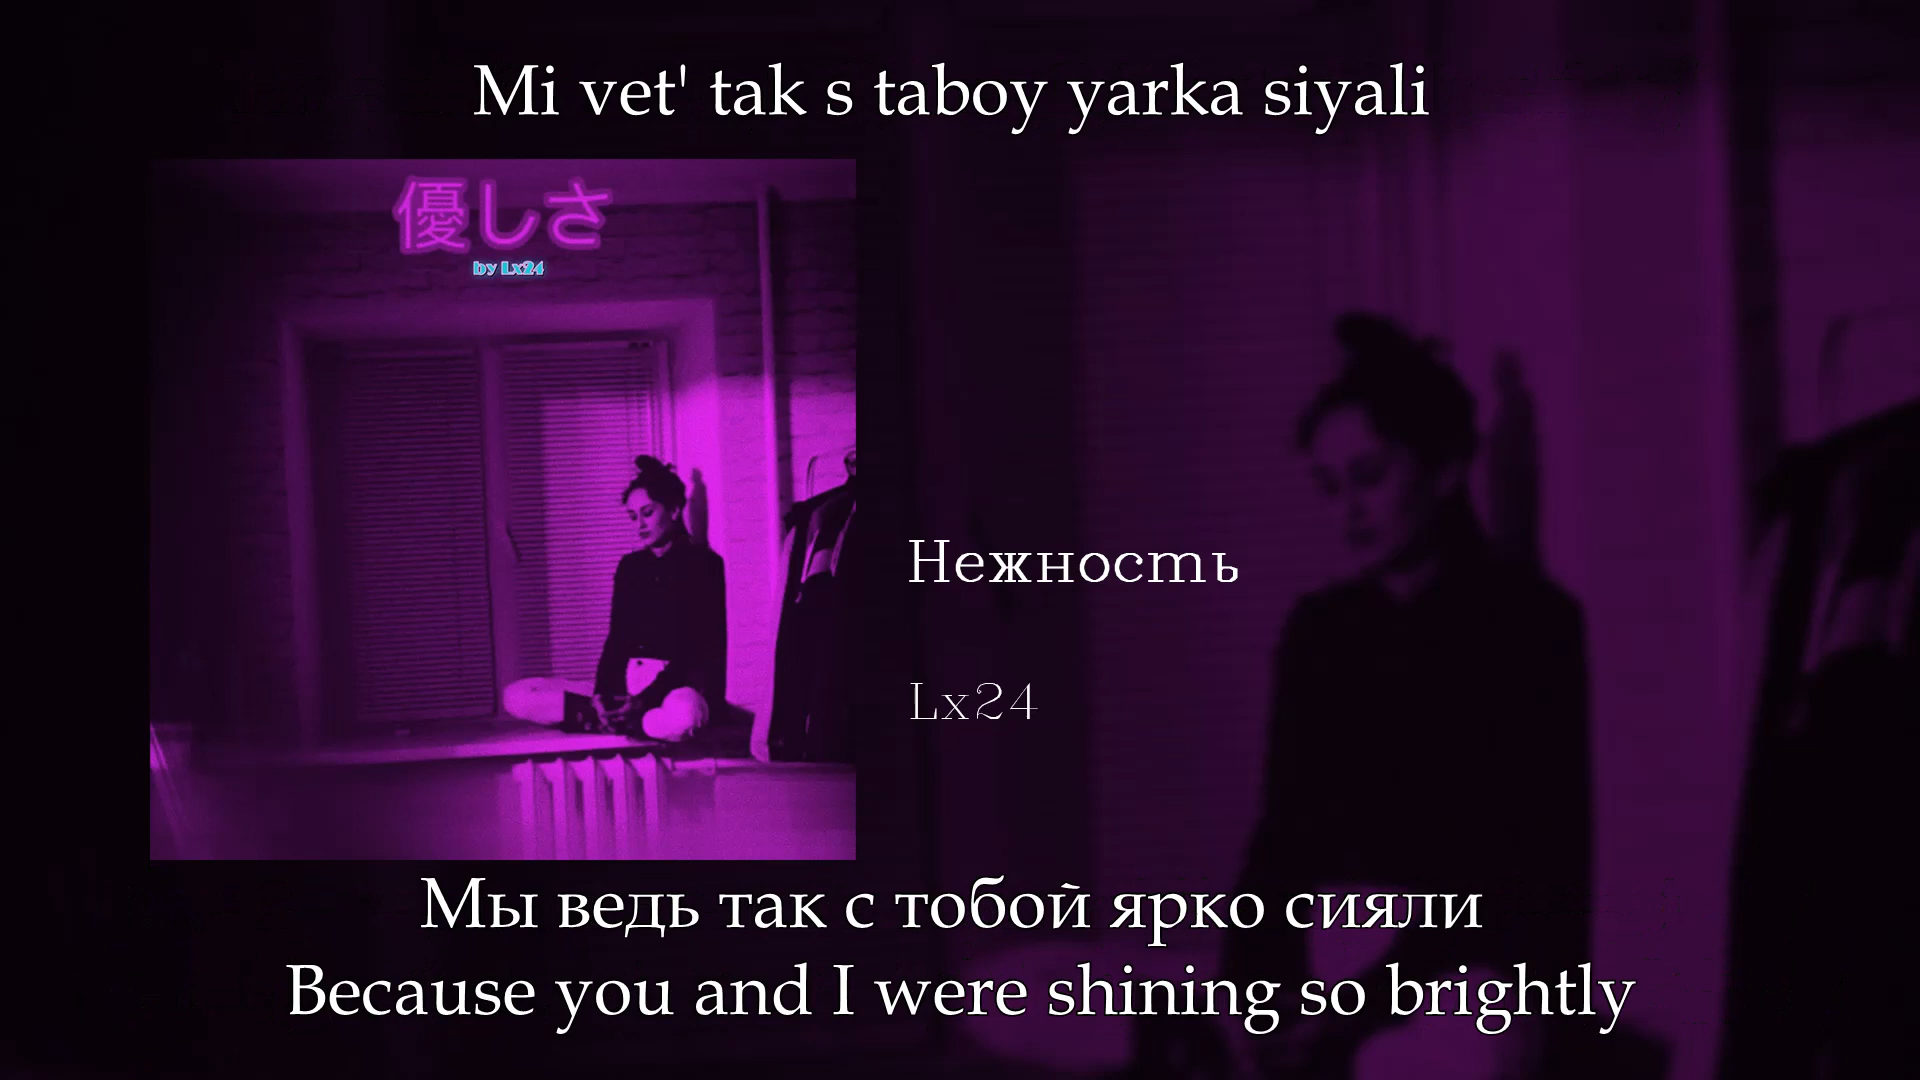 Mi vet' tak s taboy yarka siyali
優しさ
by Lx24
Нежность
Lx24
Мы ведь так с тобой ярко сияли
Because you and I were shining so brightly